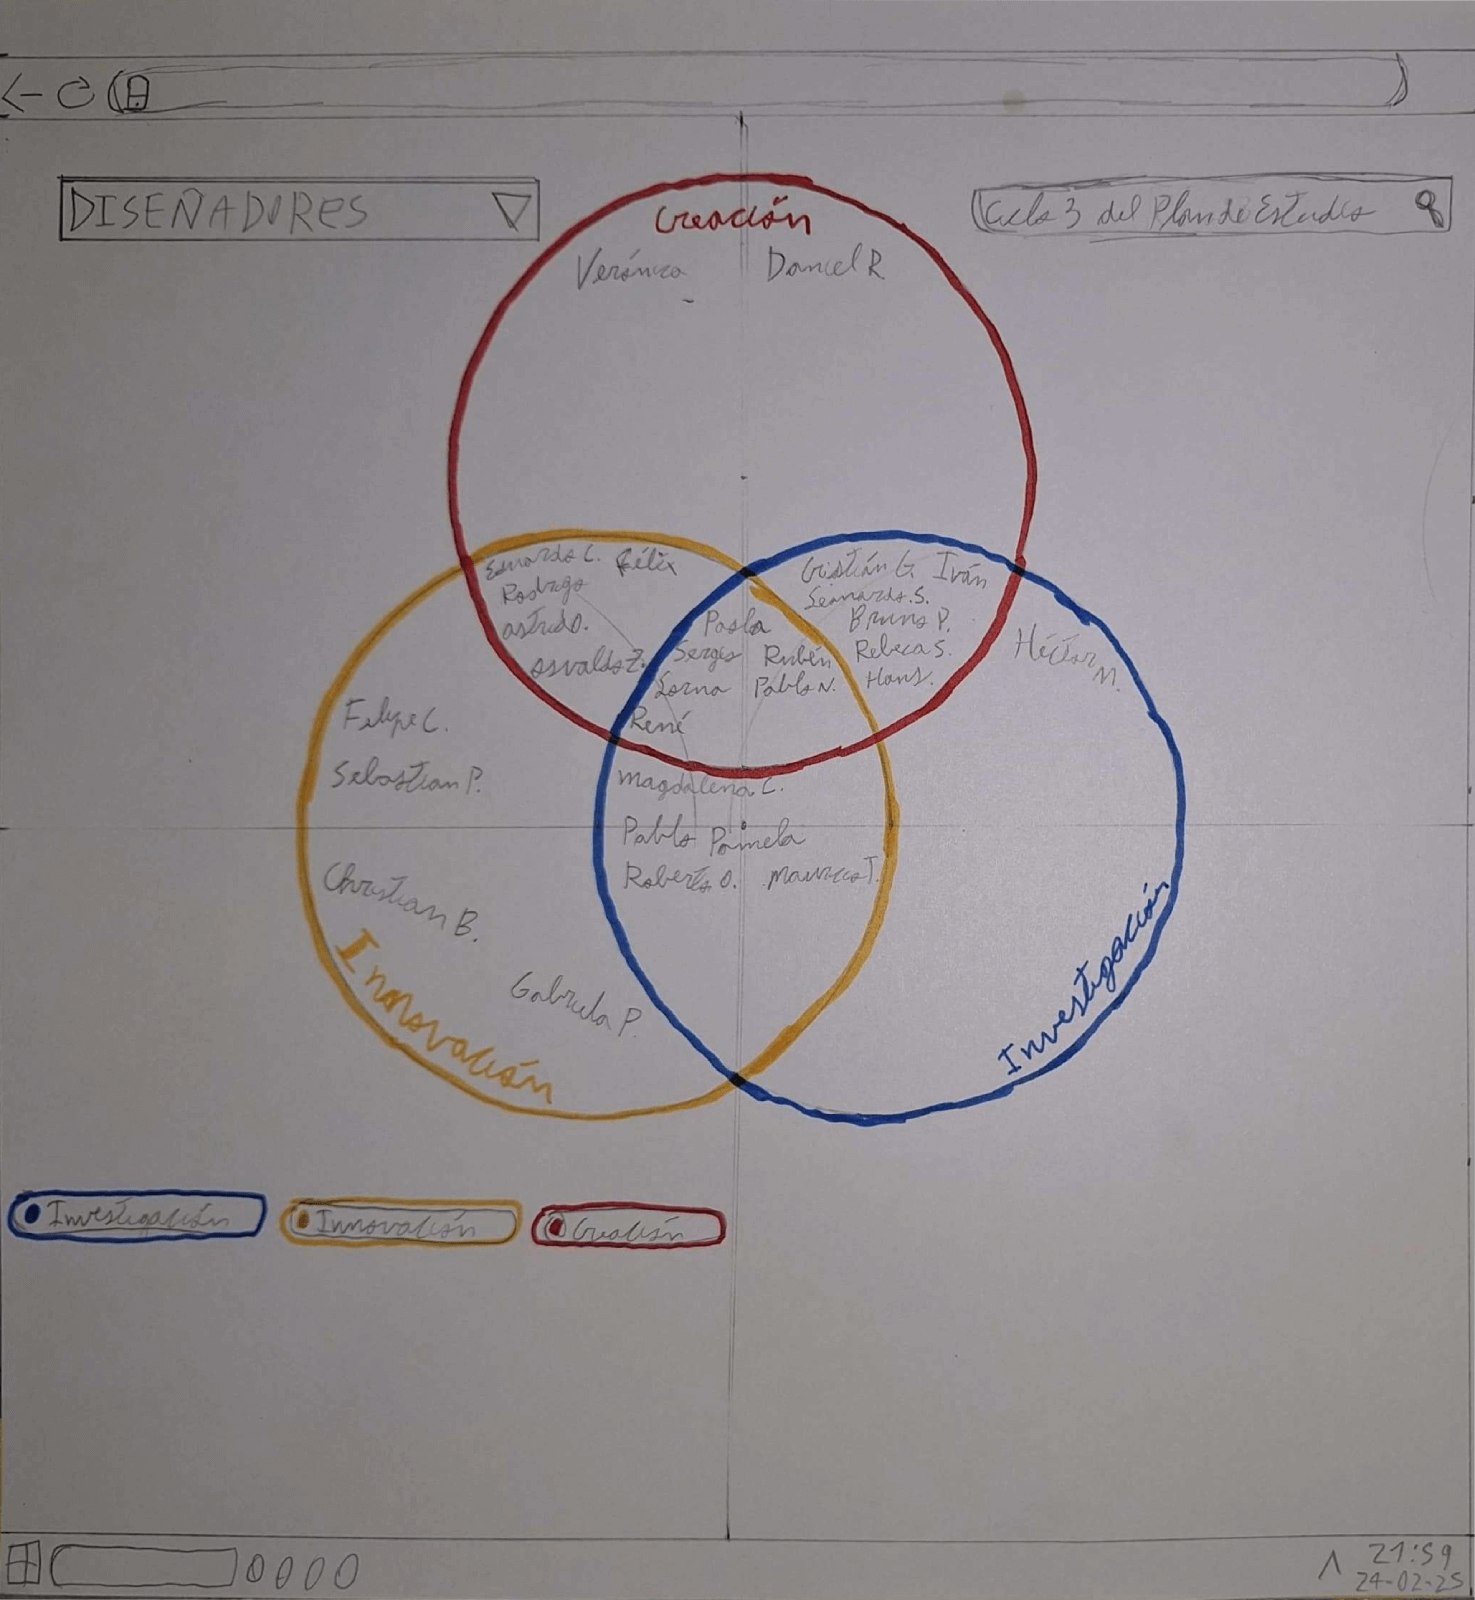 DISEÑADORES
Ciclo 3 del Plan de Estudio
Creación
Verónica
Daniel R
Eduardo C. Félix
Rodrigo
Astrid O.
Osvaldo Z.
Cristián G. Iván
Leonardo S.
Bruno P.
Rebeca S.
Hans.
Paola
Sergio Rubén
Lorna Pablo N.
René
Héctor M.
Felipe C.
Sebastian P.
Christian B.
Gabriela P.
Innovación
Magdalena C.
Pablo Pamela
Roberto O. Mauricio T.
Investigación
Investigación
Innovación
Creación
21:59
24-02-25